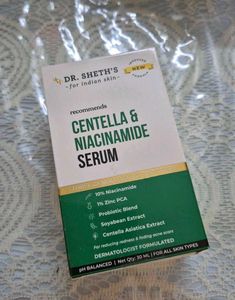 DR. SHETH'S
-for indian skin-
NEW
recommends
CENTELLA &
NIACINAMIDE
SERUM
10% Niacinamide
1% Zinc PCA
Probiotic Blend
Soyabean Extract
Centella Asiatica Extract
For reducing redness & fading acne scars
DERMATOLOGIST FORMULATED
pH BALANCED | Net Qty: 30 ML | FOR ALL SKIN TYPES